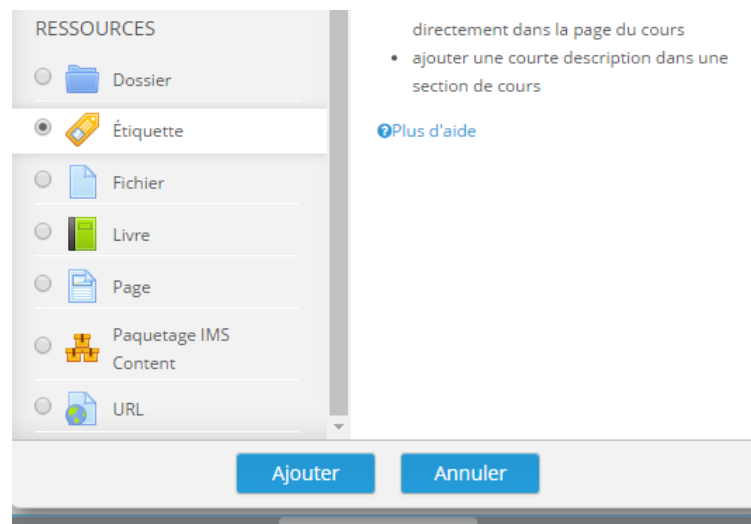 RESSOURCES
Dossier
Étiquette
Fichier
Livre
Page
Paquetage IMS
Content
URL
directement dans la page du cours
• ajouter une courte description dans une
section de cours
Plus d'aide
Ajouter
Annuler